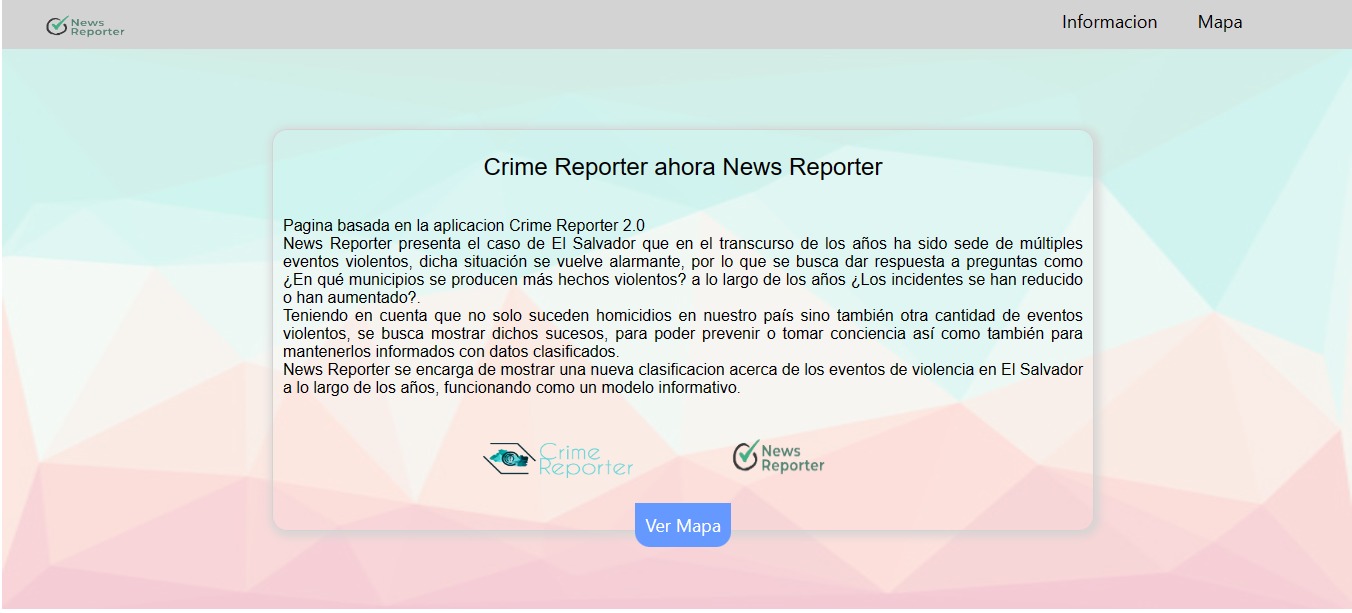 News
Reporter
Informacion
Mapa
Crime Reporter ahora News Reporter
Pagina basada en la aplicacion Crime Reporter 2.0
News Reporter presenta el caso de El Salvador que en el transcurso de los años ha sido sede de múltiples
eventos violentos, dicha situación se vuelve alarmante, por lo que se busca dar respuesta a preguntas como
¿En qué municipios se producen más hechos violentos? a lo largo de los años ¿Los incidentes se han reducido
o han aumentado?.
Teniendo en cuenta que no solo suceden homicidios en nuestro país sino también otra cantidad de eventos
violentos, se busca mostrar dichos sucesos, para poder prevenir o tomar conciencia así como también para
mantenerlos informados con datos clasificados.
News Reporter se encarga de mostrar una nueva clasificacion acerca de los eventos de violencia en El Salvador
a lo largo de los años, funcionando como un modelo informativo.
Crime
Reporter
News
Reporter
Ver Mapa